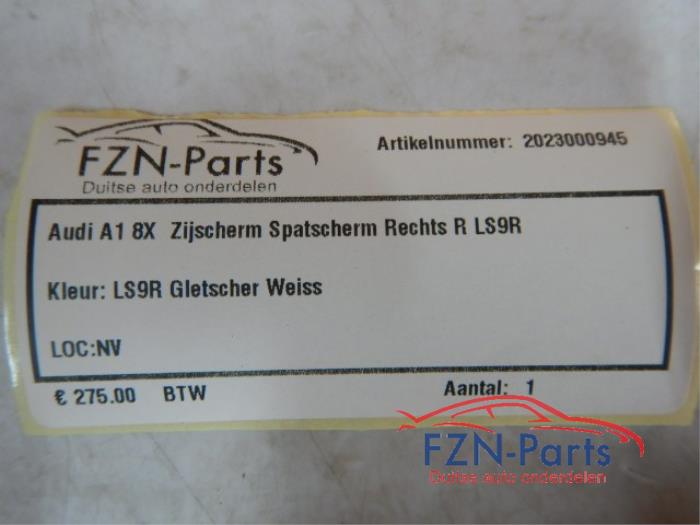 FZN-Parts
Duitse auto onderdelen
Artikelnummer: 2023000945
Audi A1 8X Zijscherm Spatscherm Rechts R LS9R
Kleur: LS9R Gletscher Weiss
LOC:NV
€ 275.00 BTW
Aantal: 1
FZN-Parts
Duitse auto onderdelen